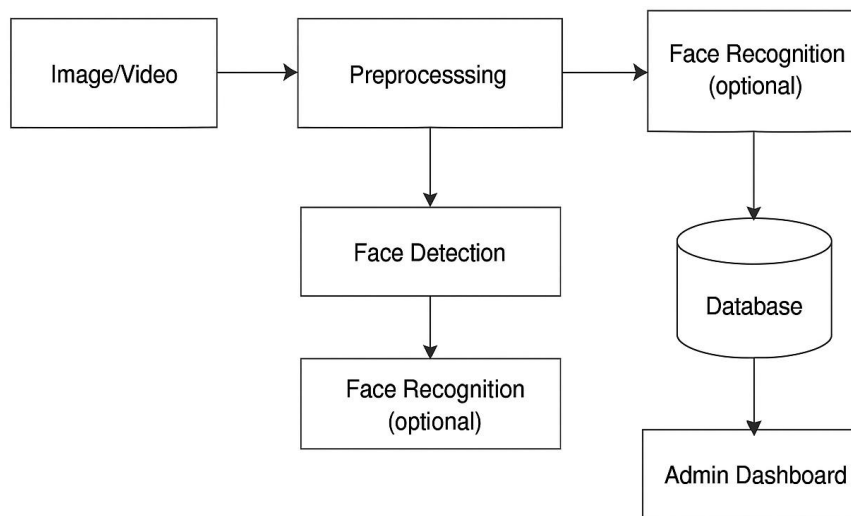 Image/Video
Preprocesssing
Face Recognition
(optional)
Face Detection
Database
Face Recognition
(optional)
Admin Dashboard